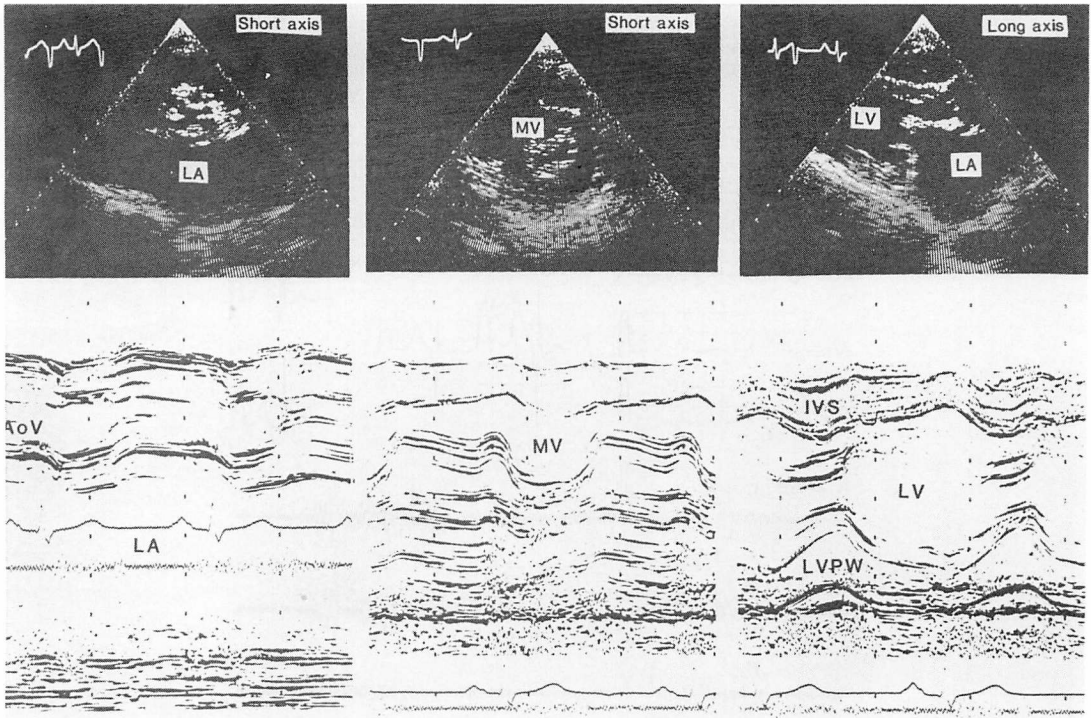 Short axis
LA
Short axis
MV
Long axis
LV
LA
AoV
LA
MV
IVS
LV
LVPW